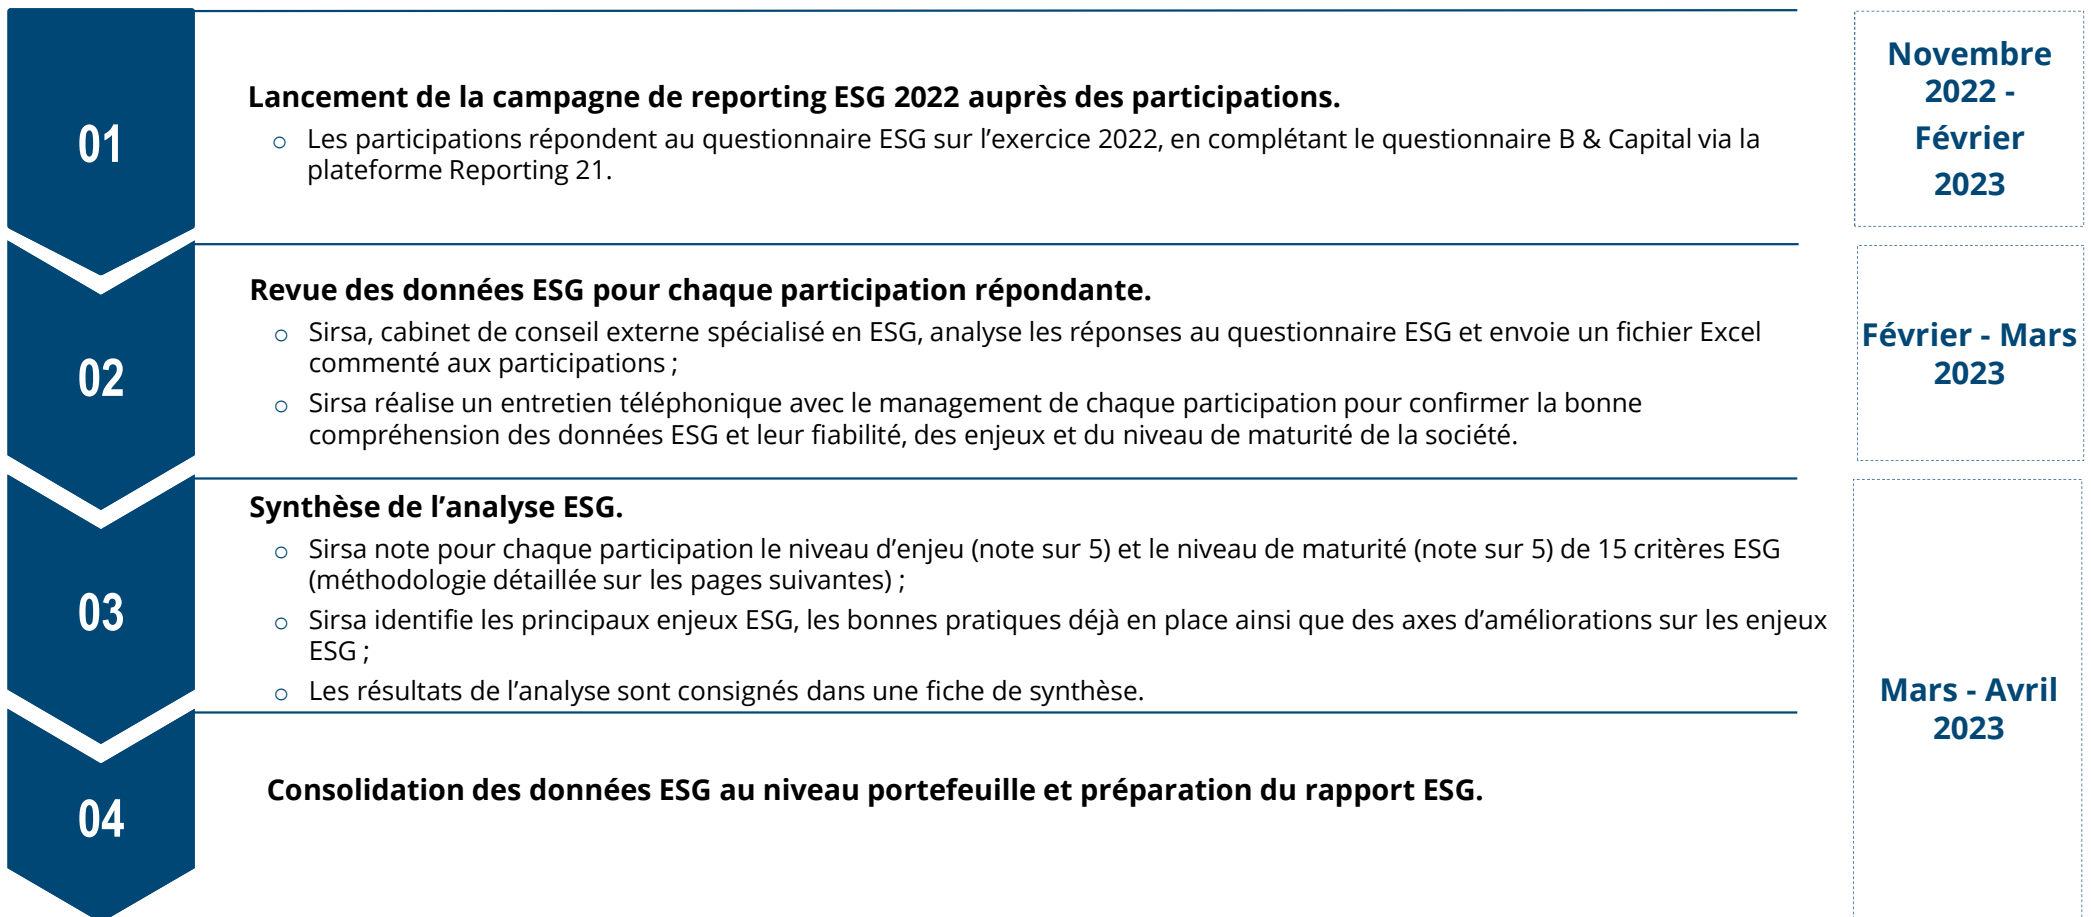 01
Lancement de la campagne de reporting ESG 2022 auprès des participations.
○ Les participations répondent au questionnaire ESG sur l’exercice 2022, en complétant le questionnaire B & Capital via la
plateforme Reporting 21.
Novembre
2022 -
Février
2023
02
Revue des données ESG pour chaque participation répondante.
○ Sirsa, cabinet de conseil externe spécialisé en ESG, analyse les réponses au questionnaire ESG et envoie un fichier Excel
commenté aux participations ;
○ Sirsa réalise un entretien téléphonique avec le management de chaque participation pour confirmer la bonne
compréhension des données ESG et leur fiabilité, des enjeux et du niveau de maturité de la société.
Février - Mars
2023
03
Synthèse de l’analyse ESG.
○ Sirsa note pour chaque participation le niveau d’enjeu (note sur 5) et le niveau de maturité (note sur 5) de 15 critères ESG
(méthodologie détaillée sur les pages suivantes) ;
○ Sirsa identifie les principaux enjeux ESG, les bonnes pratiques déjà en place ainsi que des axes d’améliorations sur les enjeux
ESG ;
○ Les résultats de l’analyse sont consignés dans une fiche de synthèse.
Mars - Avril
2023
04
Consolidation des données ESG au niveau portefeuille et préparation du rapport ESG.